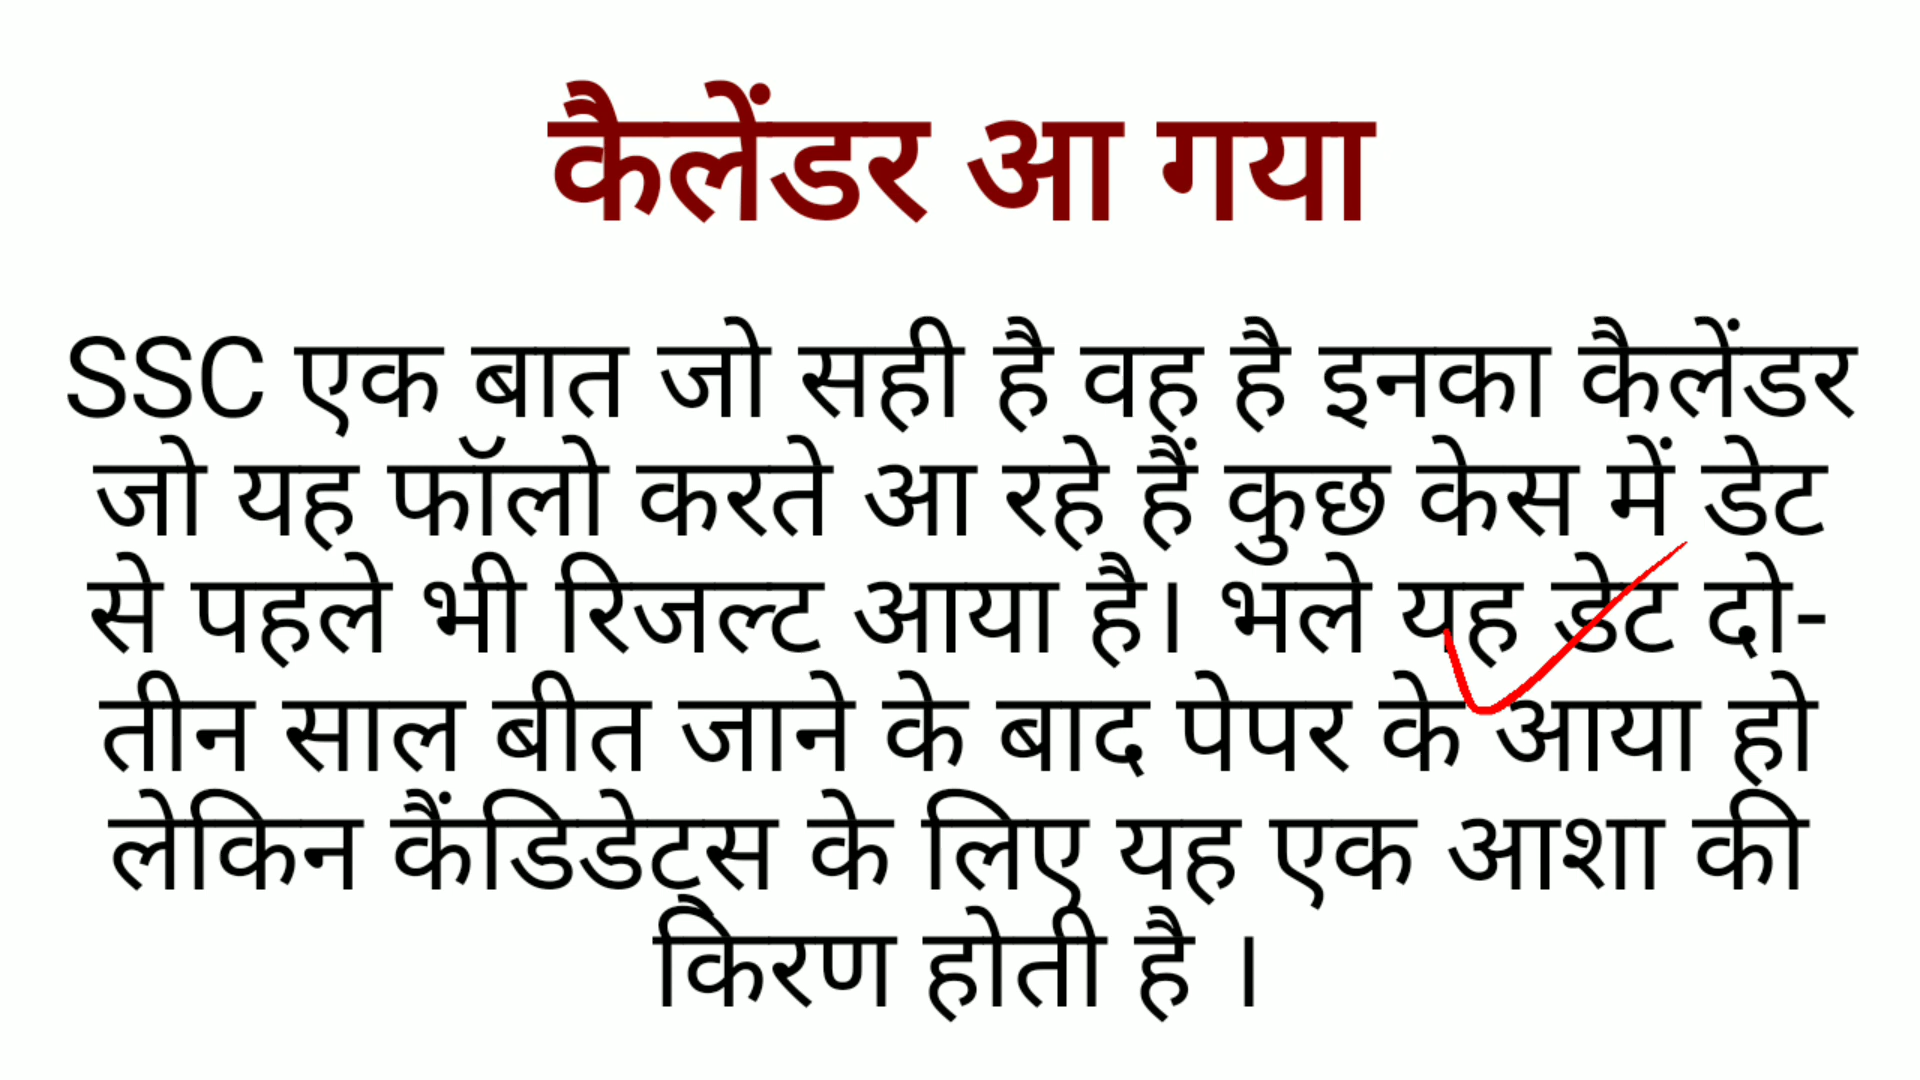 कैलेंडर आ गया
SSC एक बात जो सही है वह है इनका कैलेंडर
जो यह फॉलो करते आ रहे हैं कुछ केस में डेट
से पहले भी रिजल्ट आया है। भले यह डेट दो-
तीन साल बीत जाने के बाद पेपर के आया हो
लेकिन कैंडिडेट्स के लिए यह एक आशा की
किरण होती है ।